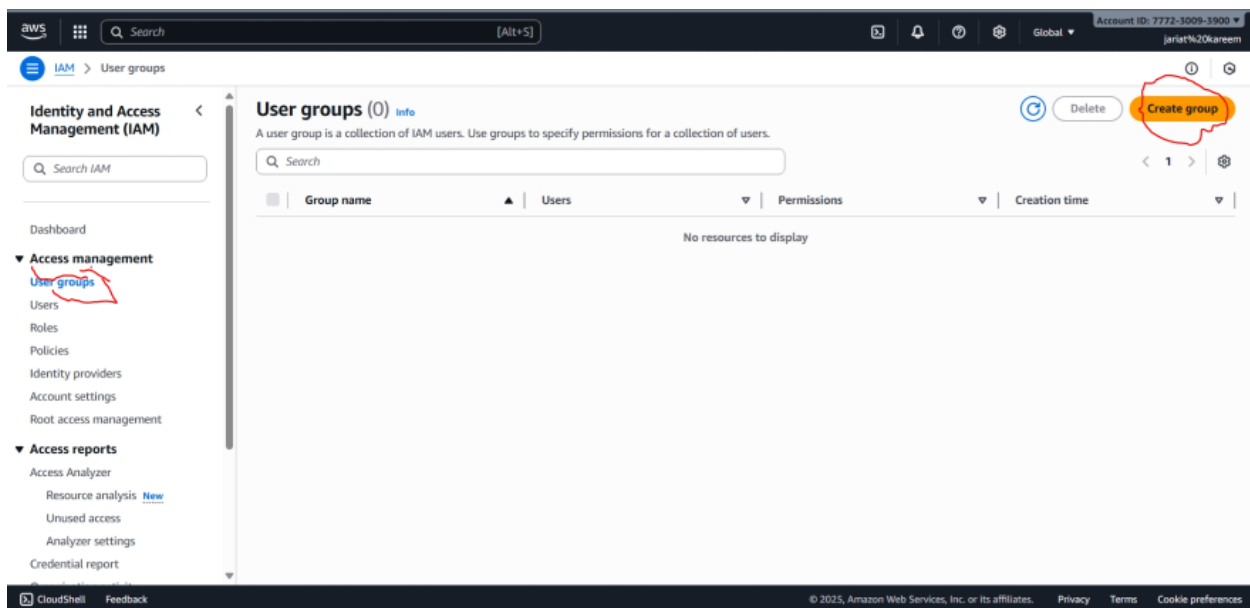 aws
Search [Alt+S]
Global
Account ID: 7772-3009-3900
jariat%20kareem
IAM > User groups
Identity and Access Management (IAM)
Search IAM
Dashboard
Access management
User groups
Users
Roles
Policies
Identity providers
Account settings
Root access management
Access reports
Access Analyzer
Resource analysis New
Unused access
Analyzer settings
Credential report
User groups (0) Info
Delete
Create group
A user group is a collection of IAM users. Use groups to specify permissions for a collection of users.
Search
1
Group name Users Permissions Creation time
No resources to display
CloudShell Feedback
© 2025, Amazon Web Services, Inc. or its affiliates. Privacy Terms Cookie preferences